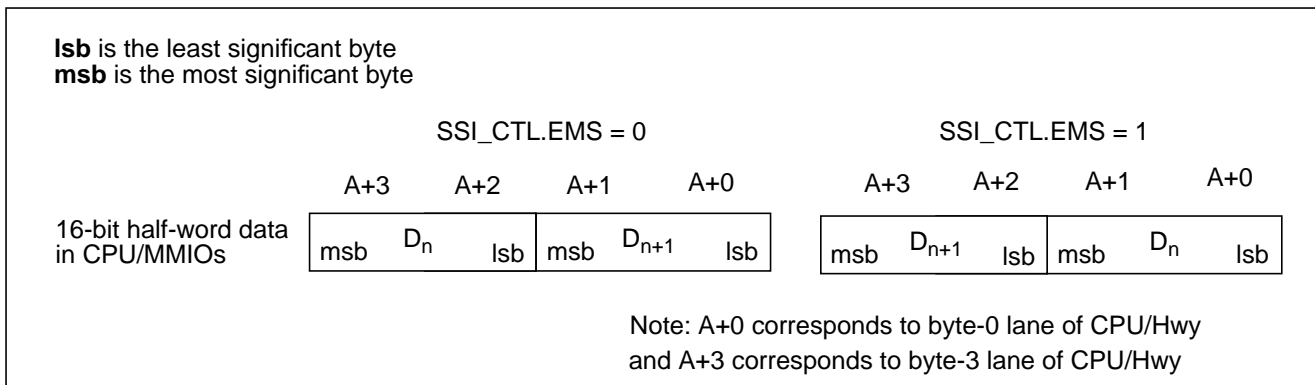 lsb is the least significant byte
msb is the most significant byte
SSI_CTL.EMS = 0
SSI_CTL.EMS = 1
A+3 A+2 A+1 A+0
A+3 A+2 A+1 A+0
16-bit half-word data
in CPU/MMIOs
msb Dn lsb msb Dn+1 lsb
msb Dn+1 lsb msb Dn lsb
Note: A+0 corresponds to byte-0 lane of CPU/Hwy
and A+3 corresponds to byte-3 lane of CPU/Hwy